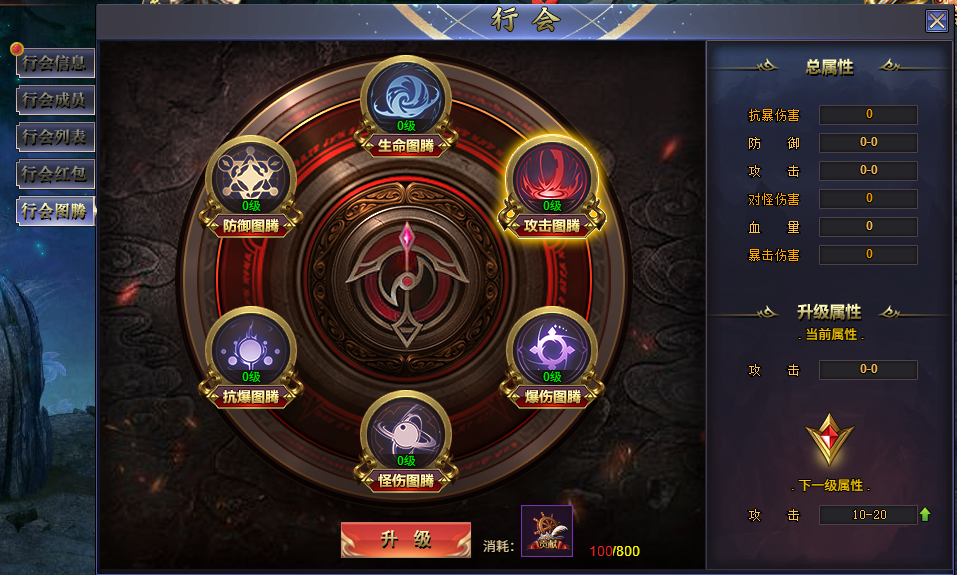 行会
行会信息
行会成员
行会列表
行会红包
行会图腾
0级
生命图腾
0级
防御图腾
0级
攻击图腾
0级
抗爆图腾
0级
爆伤图腾
0级
怪伤图腾
升级
消耗：
贡献
100/800
总属性
抗暴伤害 0
防御 0-0
攻击 0-0
对怪伤害 0
血量 0
暴击伤害 0
升级属性
. 当前属性 .
攻击 0-0
. 下一级属性 .
攻击 10-20